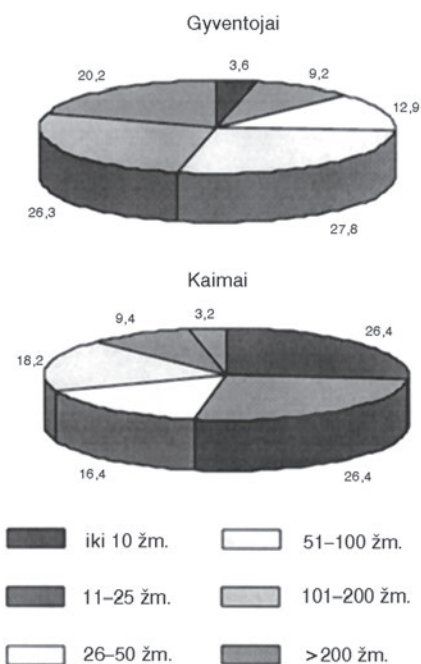 Gyventojai
20,2 3,6 9,2
12,9
26,3 27,8
Kaimai
9,4 3,2 26,4
18,2
16,4 26,4
iki 10 žm. 51–100 žm.
11–25 žm. 101–200 žm.
26–50 žm. >200 žm.